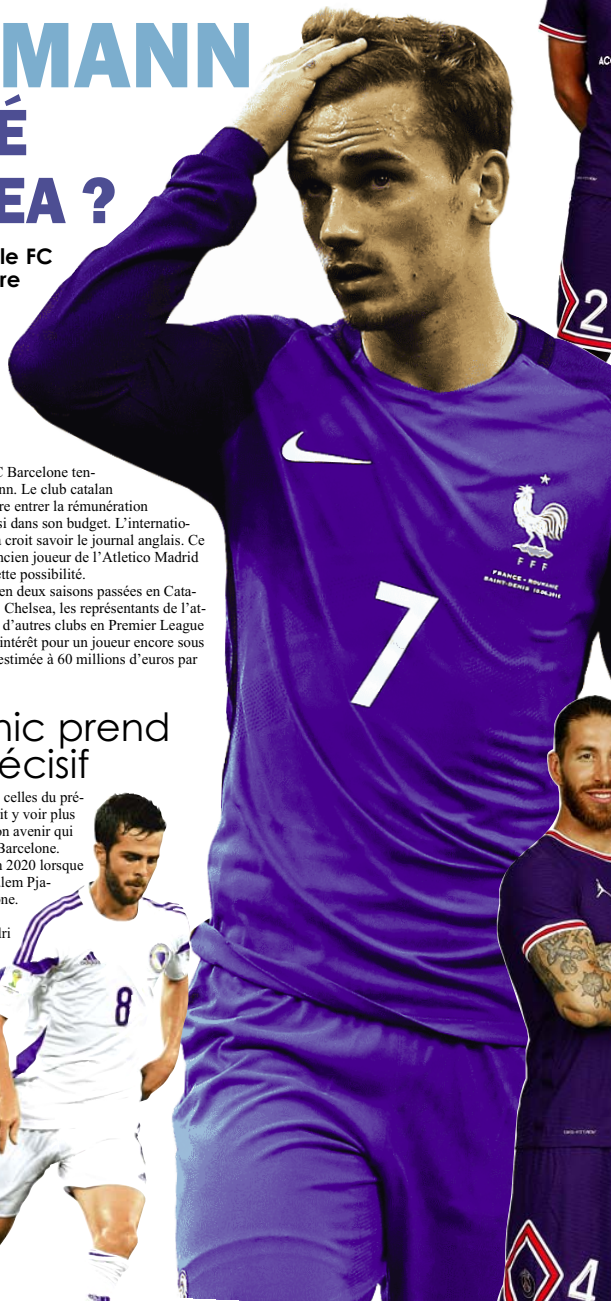 MANN
É
EA ?
le FC
re
C Barcelone ten-
nn. Le club catalan
re entrer la rémunération
si dans son budget. L'internatio-
croit savoir le journal anglais. Ce
ncien joueur de l'Atletico Madrid
ette possibilité.
en deux saisons passées en Cata-
Chelsea, les représentants de l'at-
d'autres clubs en Premier League
intérêt pour un joueur encore sous
estimée à 60 millions d'euros par
nic prend
écisif
celles du pré-
it y voir plus
on avenir qui
Barcelone.
n 2020 lorsque
lem Pja-
ne.
dri
8
FFF
FRANCE - ROUMANIE
SAINT-DENIS 10.06.2016
7
AC
2
4